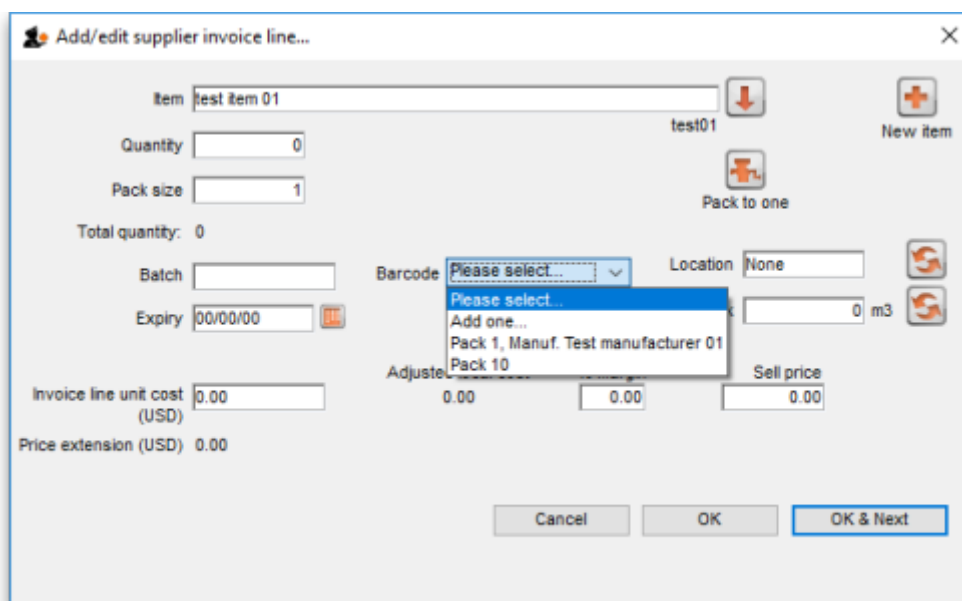 Add/edit supplier invoice line...
Item test item 01
test01
New item
Quantity 0
Pack size 1
Pack to one
Total quantity: 0
Batch Barcode Please select... Location None
Please select...
Expiry 00/00/00 0 m3
Add one...
Pack 1, Manuf. Test manufacturer 01
Pack 10
Sell price
Invoice line unit cost (USD) 0.00 0.00 0.00 0.00
Price extension (USD) 0.00
Cancel OK OK & Next